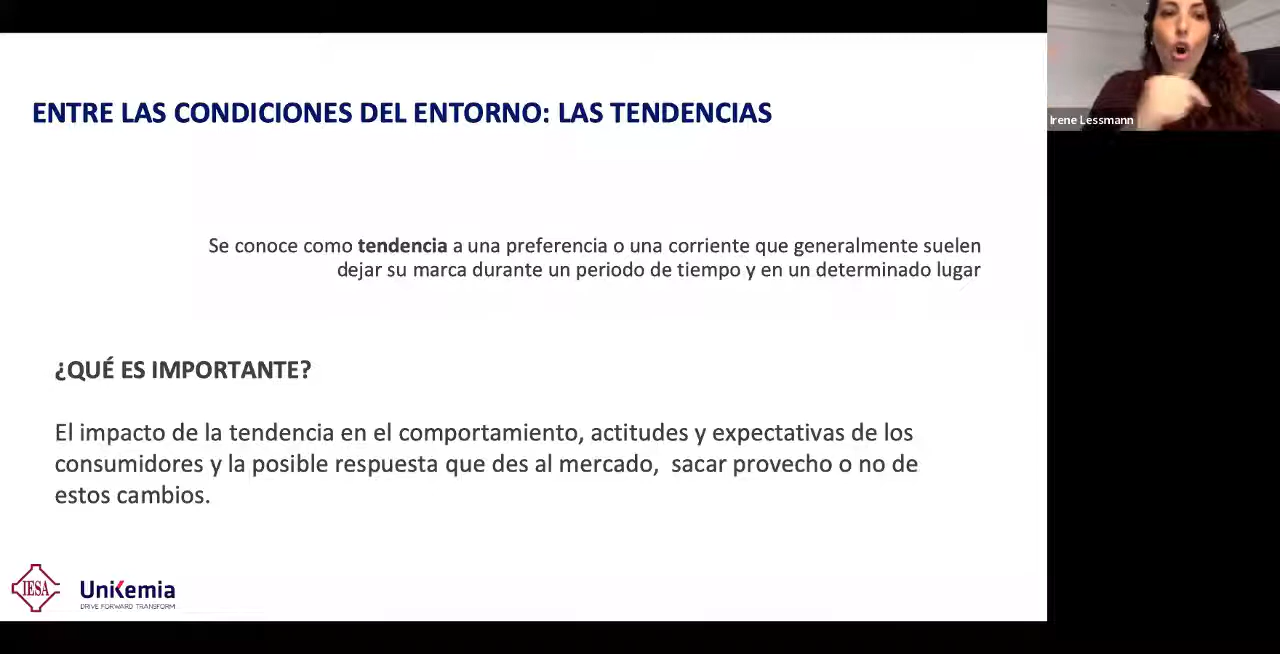 ENTRE LAS CONDICIONES DEL ENTORNO: LAS TENDENCIAS
Irene Lessmann
Se conoce como tendencia a una preferencia o una corriente que generalmente suelen
dejar su marca durante un periodo de tiempo y en un determinado lugar
¿QUÉ ES IMPORTANTE?
El impacto de la tendencia en el comportamiento, actitudes y expectativas de los
consumidores y la posible respuesta que des al mercado, sacar provecho o no de
estos cambios.
IESA
UniKemia
DRIVE FORWARD TRANSFORM